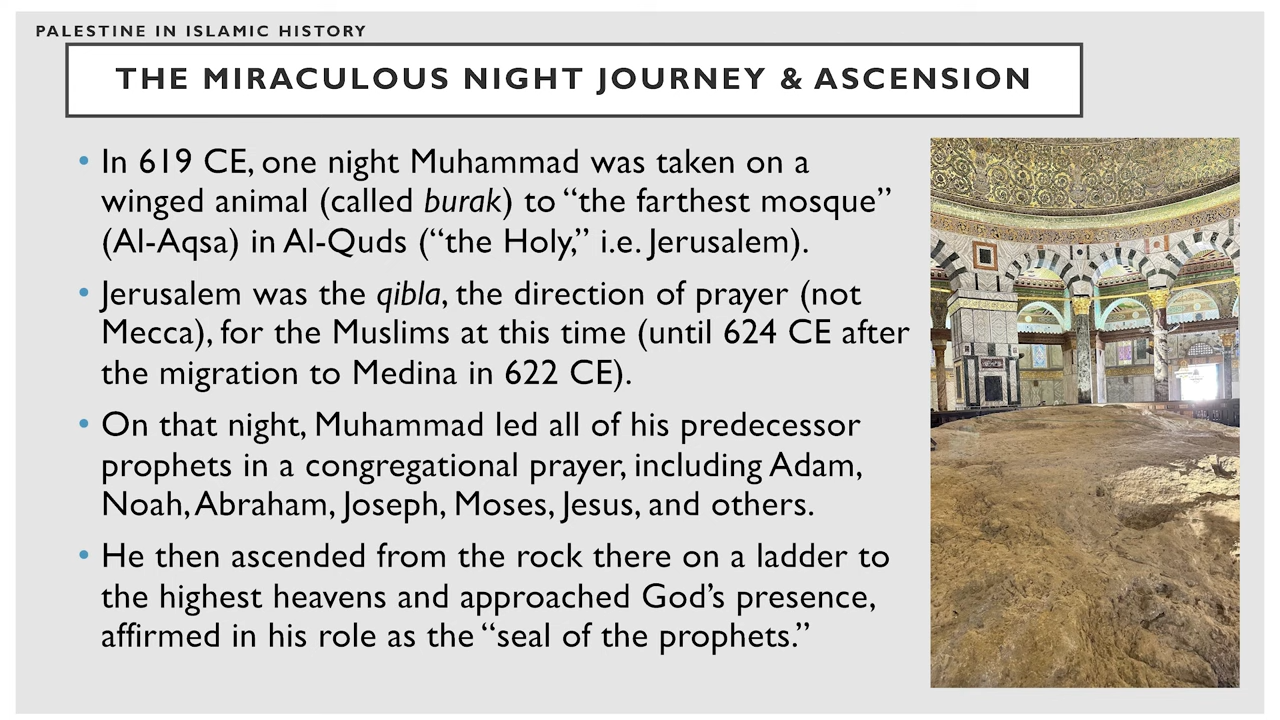 PALESTINE IN ISLAMIC HISTORY
THE MIRACULOUS NIGHT JOURNEY & ASCENSION
• In 619 CE, one night Muhammad was taken on a
winged animal (called burak) to “the farthest mosque”
(Al-Aqsa) in Al-Quds (“the Holy,” i.e. Jerusalem).
• Jerusalem was the qibla, the direction of prayer (not
Mecca), for the Muslims at this time (until 624 CE after
the migration to Medina in 622 CE).
• On that night, Muhammad led all of his predecessor
prophets in a congregational prayer, including Adam,
Noah, Abraham, Joseph, Moses, Jesus, and others.
• He then ascended from the rock there on a ladder to
the highest heavens and approached God’s presence,
affirmed in his role as the “seal of the prophets.”